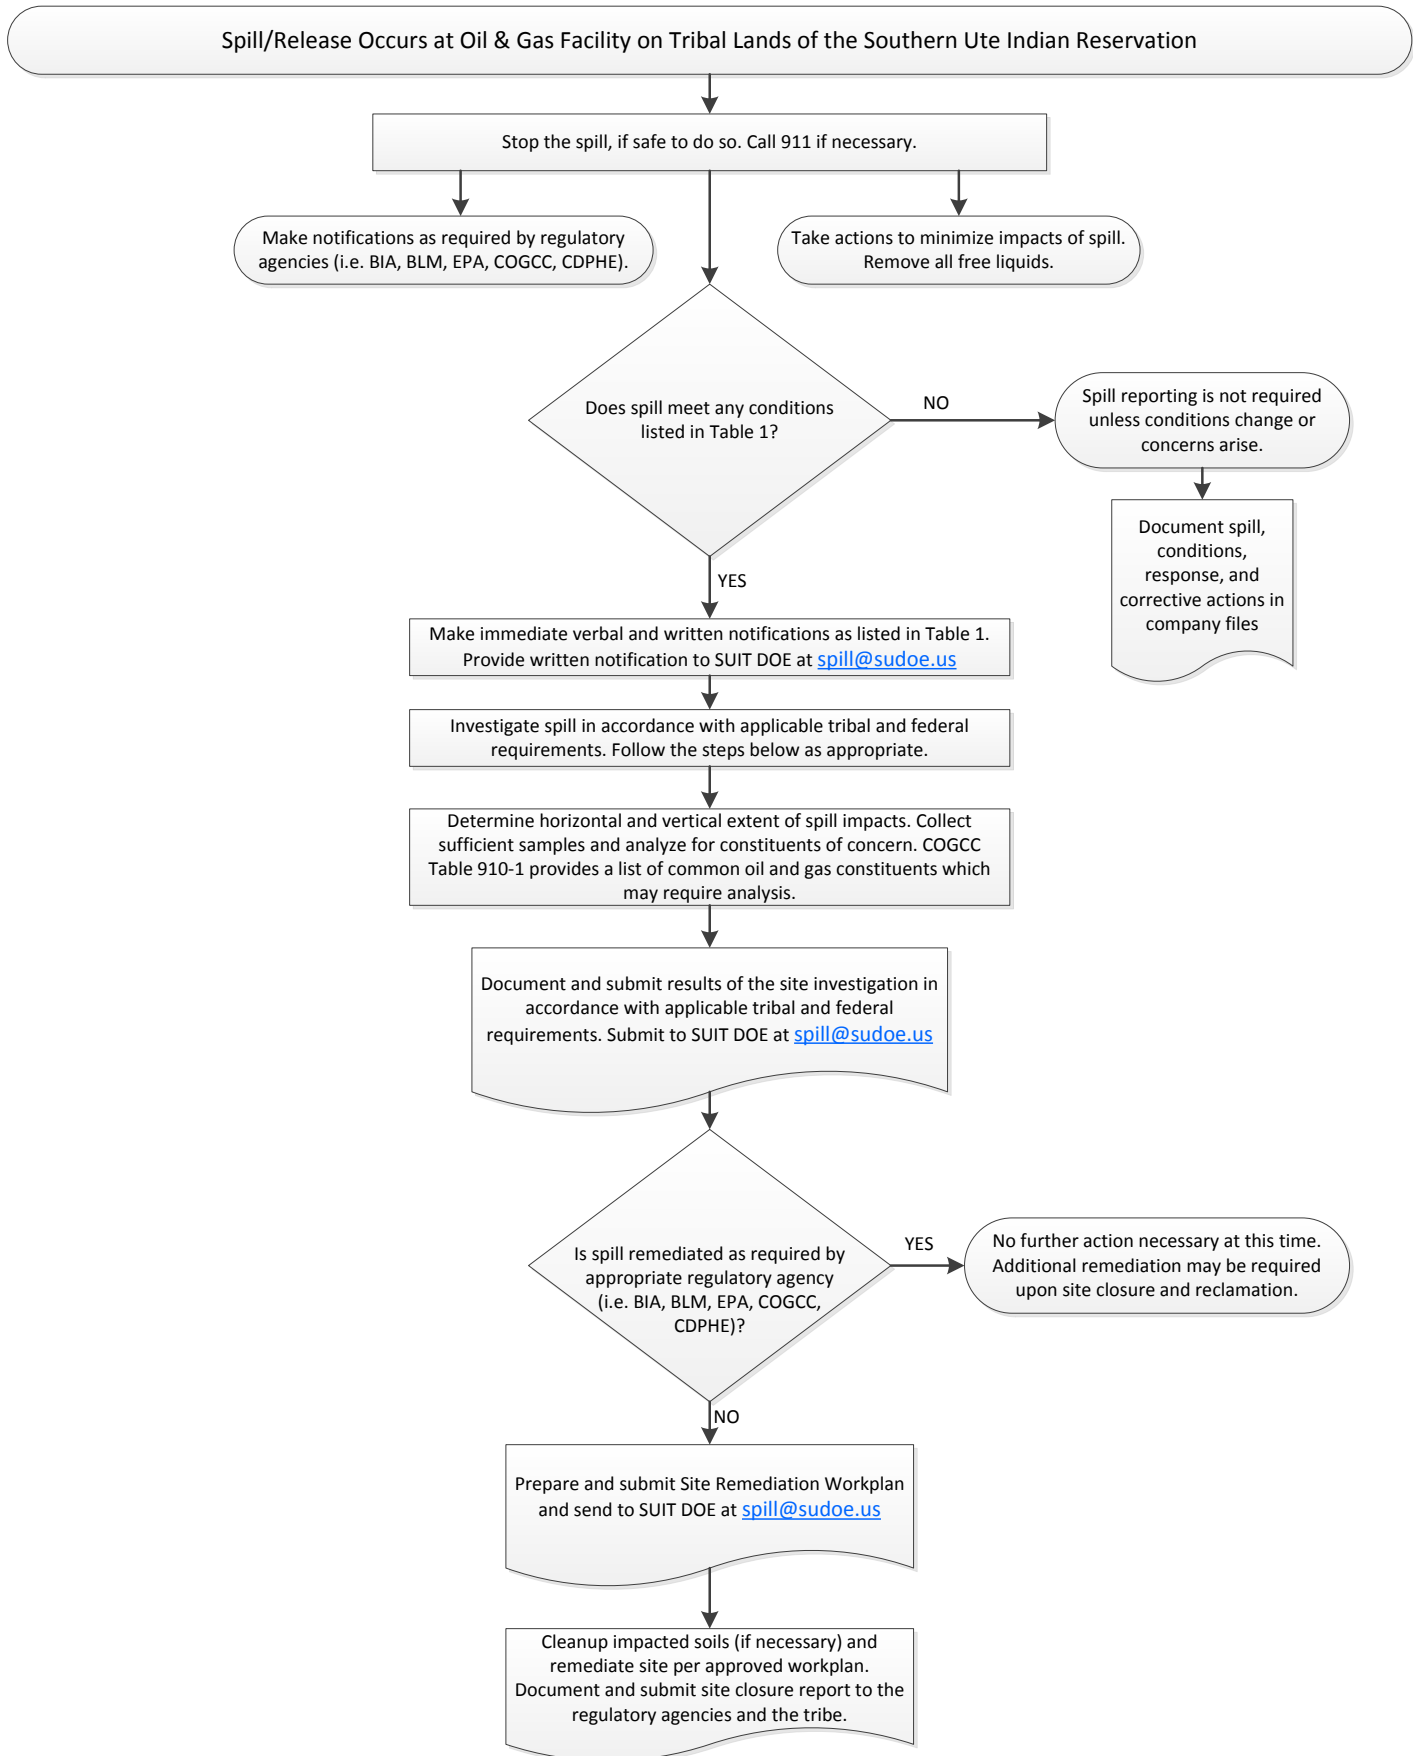 Spill/Release Occurs at Oil & Gas Facility on Tribal Lands of the Southern Ute Indian Reservation
Stop the spill, if safe to do so. Call 911 if necessary.
Make notifications as required by regulatory
agencies (i.e. BIA, BLM, EPA, COGCC, CDPHE).
Take actions to minimize impacts of spill.
Remove all free liquids.
Does spill meet any conditions
listed in Table 1?
NO
Spill reporting is not required
unless conditions change or
concerns arise.
Document spill,
conditions,
response, and
corrective actions in
company files
YES
Make immediate verbal and written notifications as listed in Table 1.
Provide written notification to SUIT DOE at spill@sudoe.us
Investigate spill in accordance with applicable tribal and federal
requirements. Follow the steps below as appropriate.
Determine horizontal and vertical extent of spill impacts. Collect
sufficient samples and analyze for constituents of concern. COGCC
Table 910-1 provides a list of common oil and gas constituents which
may require analysis.
Document and submit results of the site investigation in
accordance with applicable tribal and federal
requirements. Submit to SUIT DOE at spill@sudoe.us
Is spill remediated as required by
appropriate regulatory agency
(i.e. BIA, BLM, EPA, COGCC,
CDPHE)?
YES
No further action necessary at this time.
Additional remediation may be required
upon site closure and reclamation.
NO
Prepare and submit Site Remediation Workplan
and send to SUIT DOE at spill@sudoe.us
Cleanup impacted soils (if necessary) and
remediate site per approved workplan.
Document and submit site closure report to the
regulatory agencies and the tribe.